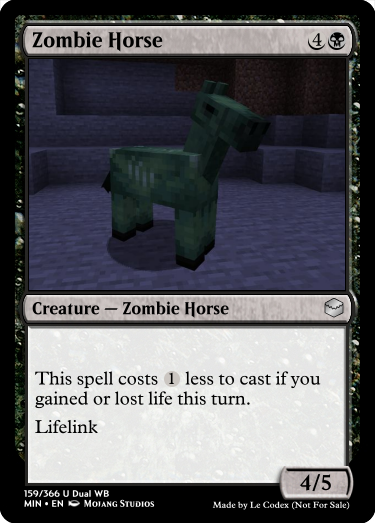 Zombie Horse 4
Creature — Zombie Horse
This spell costs 1 less to cast if you
gained or lost life this turn.
Lifelink
4/5
159/366 U Dual WB
MIN • EN Mojang Studios
Made by Le Codex (Not For Sale)